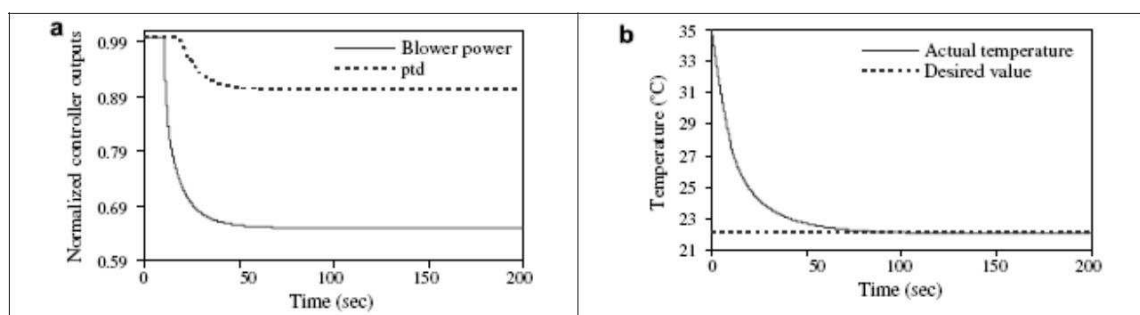 a
Normalized controller outputs
0.99
0.89
0.79
0.69
0.59
Blower power
ptd
0
50
100
150
200
Time (sec)
b
Temperature (°C)
35
31
29
27
25
23
22
21
Actual temperature
Desired value
0
50
100
150
200
Time (sec)